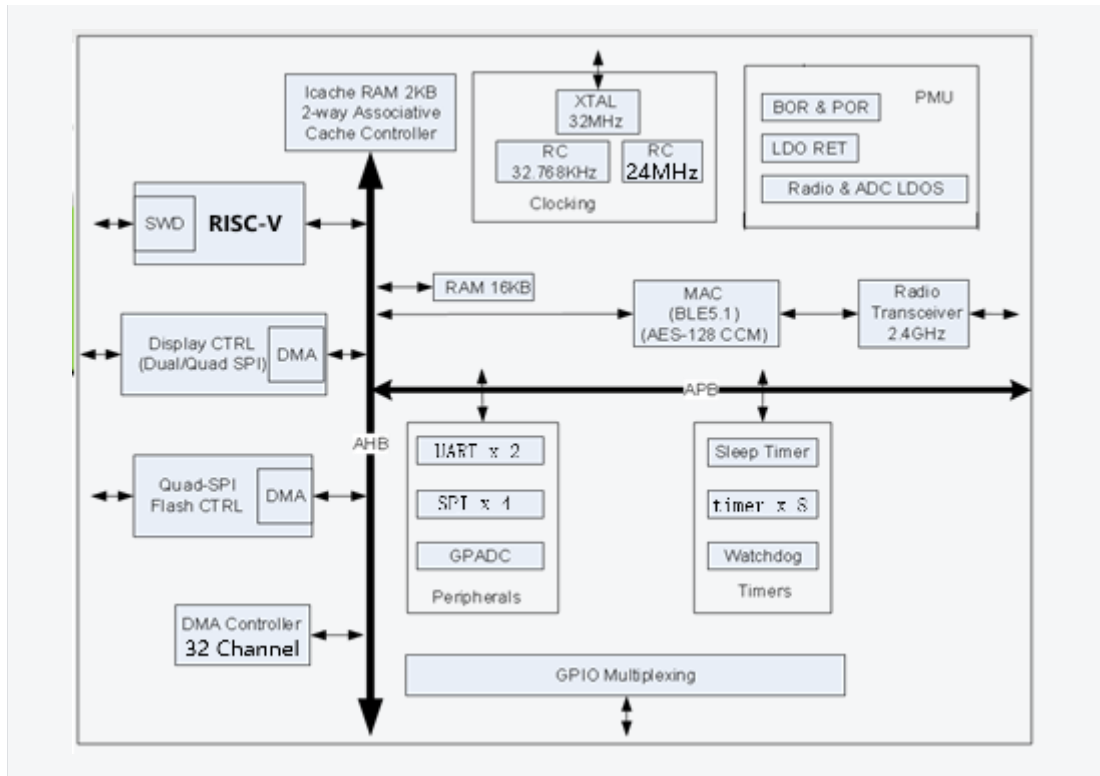 Icache RAM 2KB
2-way Associative
Cache Controller
XTAL
32MHz
RC
32.768KHz
RC
24MHz
Clocking
PMU
BOR & POR
LDO RET
Radio & ADC LDOS
SWD
RISC-V
RAM 16KB
MAC
(BLE5.1)
(AES-128 CCM)
Radio
Transceiver
2.4GHz
Display CTRL
(Dual/Quad SPI)
DMA
APB
AHB
UART x 2
SPI x 4
GPADC
Peripherals
Sleep Timer
timer x 8
Watchdog
Timers
Quad-SPI
Flash CTRL
DMA
DMA Controller
32 Channel
GPIO Multiplexing